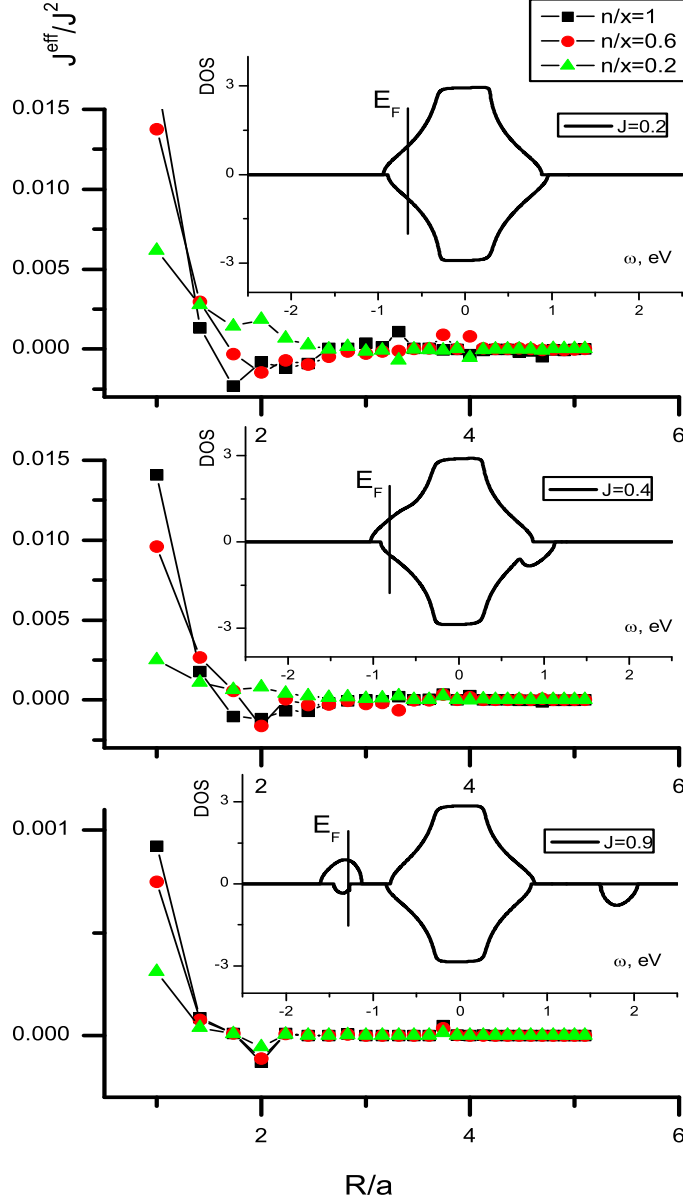 J^eff/J^2
n/x=1
n/x=0.6
n/x=0.2
DOS
3
0
-3
E_F
J=0.2
ω, eV
-2 -1 0 1 2
0.015
0.010
0.005
0.000
2 4 6
DOS
3
0
-3
E_F
J=0.4
ω, eV
-2 -1 0 1 2
0.015
0.010
0.005
0.000
2 4 6
DOS
3
0
-3
E_F
J=0.9
ω, eV
-2 -1 0 1 2
0.001
0.000
2 4 6
R/a